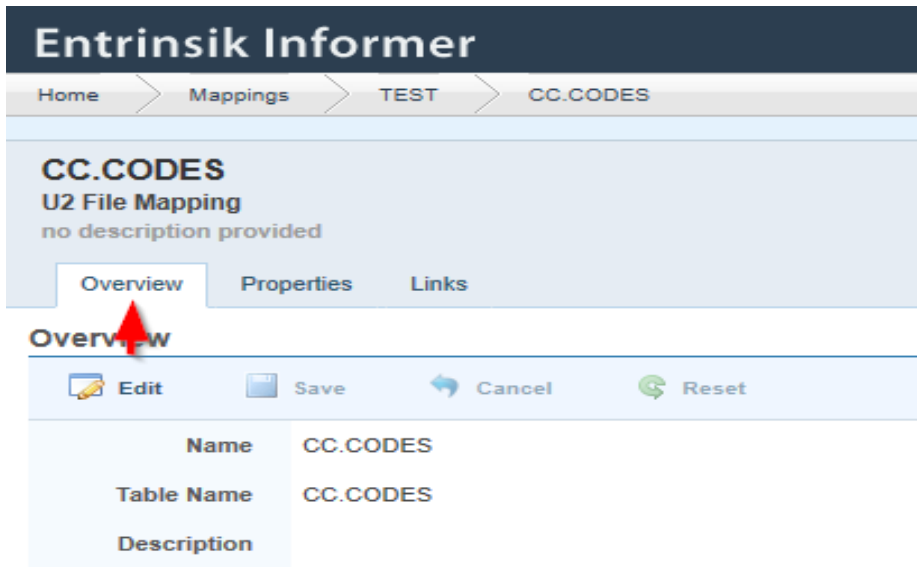 Entrinsik Informer
Home Mappings TEST CC.CODES
CC.CODES
U2 File Mapping
no description provided
Overview Properties Links
Overview
Edit Save Cancel Reset
Name CC.CODES
Table Name CC.CODES
Description